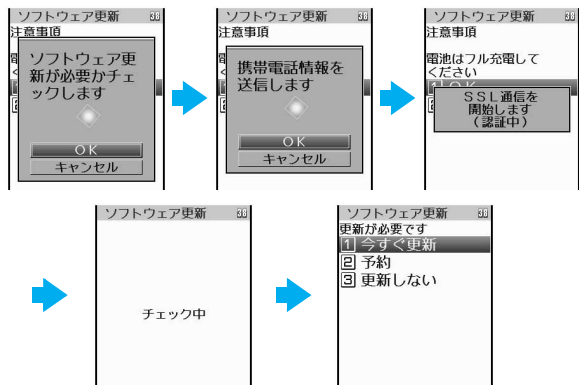 ソフトウェア更新
注意事項
ソフトウェア更
新が必要かチェ
ックします
OK
キャンセル
ソフトウェア更新
注意事項
携帯電話情報を
送信します
OK
キャンセル
ソフトウェア更新
注意事項
電池はフル充電して
ください
SSL通信を
開始します
(認証中)
ソフトウェア更新
チェック中
ソフトウェア更新
更新が必要です
1 今すぐ更新
2 予約
3 更新しない